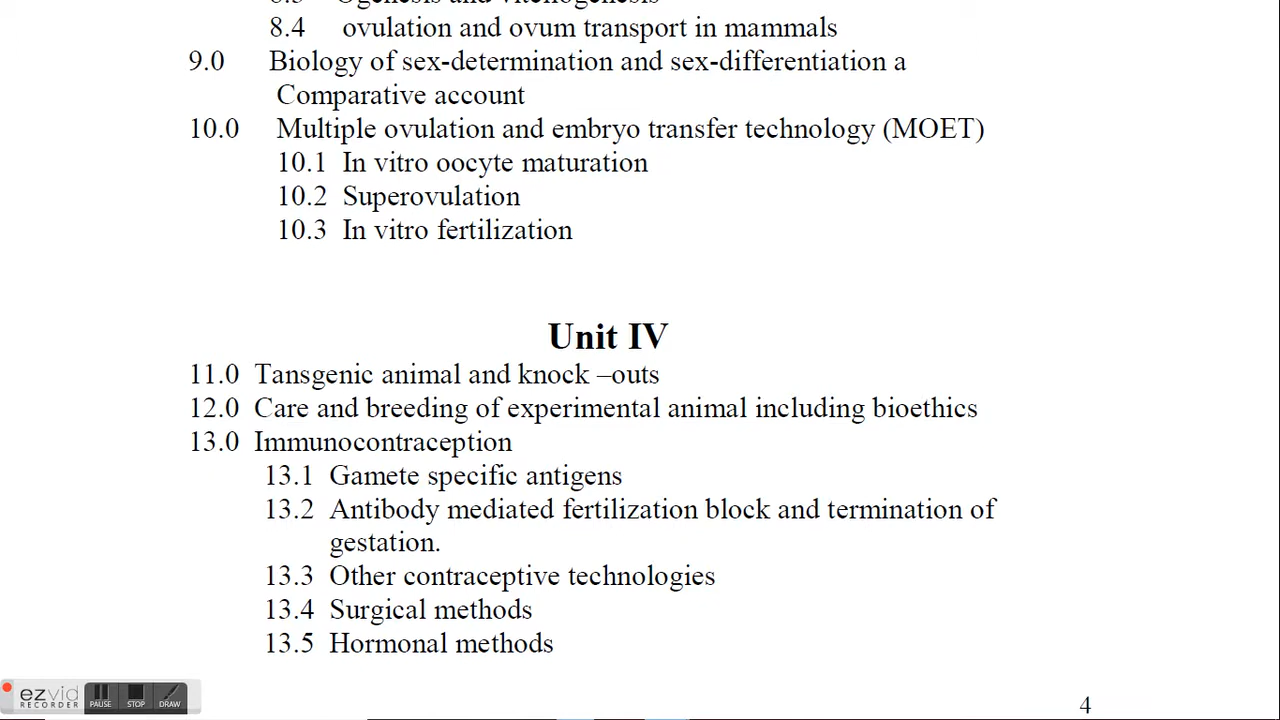 8.4 ovulation and ovum transport in mammals
9.0 Biology of sex-determination and sex-differentiation a
Comparative account
10.0 Multiple ovulation and embryo transfer technology (MOET)
10.1 In vitro oocyte maturation
10.2 Superovulation
10.3 In vitro fertilization
Unit IV
11.0 Tansgenic animal and knock –outs
12.0 Care and breeding of experimental animal including bioethics
13.0 Immunocontraception
13.1 Gamete specific antigens
13.2 Antibody mediated fertilization block and termination of
gestation.
13.3 Other contraceptive technologies
13.4 Surgical methods
13.5 Hormonal methods
ezvid
RECORDER
PAUSE STOP DRAW
4